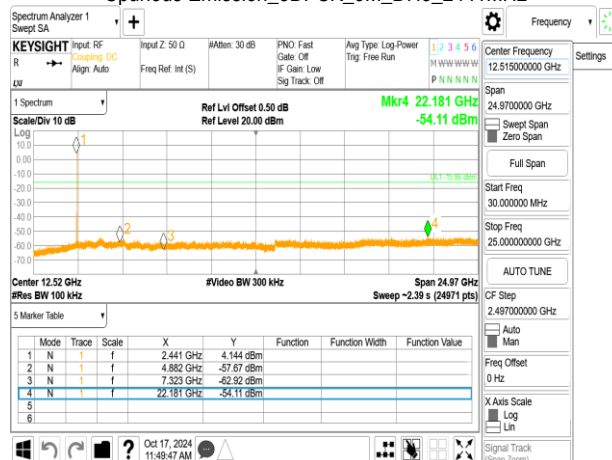 Spectrum Analyzer 1
Swept SA
Frequency
Settings
KEYSIGHT
R
LXI
Input: RF
Coupling: DC
Align: Auto
Input Z: 50 Ω
Freq Ref: Int (S)
#Atten: 30 dB
PNO: Fast
Gate: Off
IF Gain: Low
Sig Track: Off
Avg Type: Log-Power
Trig: Free Run
1 2 3 4 5 6
M W W W W W
P N N N N N
1 Spectrum
Scale/Div 10 dB
Ref Lvl Offset 0.50 dB
Ref Level 20.00 dBm
Mkr4 22.181 GHz
-54.11 dBm
Log
10.0
0.00
-10.0
-20.0
-30.0
-40.0
-50.0
-60.0
-70.0
1
2
3
4
Center 12.52 GHz
#Video BW 300 kHz
Span 24.97 GHz
#Res BW 100 kHz
Sweep ~2.39 s (24971 pts)
5 Marker Table
Mode Trace Scale X Y Function Function Width Function Value
1 N 1 f 2.441 GHz 4.144 dBm
2 N 1 f 4.882 GHz -57.67 dBm
3 N 1 f 7.323 GHz -62.92 dBm
4 N 1 f 22.181 GHz -54.11 dBm
5
6
Oct 17, 2024
11:49:47 AM
Center Frequency
12.515000000 GHz
Span
24.9700000 GHz
Swept Span
Zero Span
Full Span
Start Freq
30.000000 MHz
Stop Freq
25.000000000 GHz
AUTO TUNE
CF Step
2.497000000 GHz
Auto
Man
Freq Offset
0 Hz
X Axis Scale
Log
Lin
Signal Track
(Span Zoom)